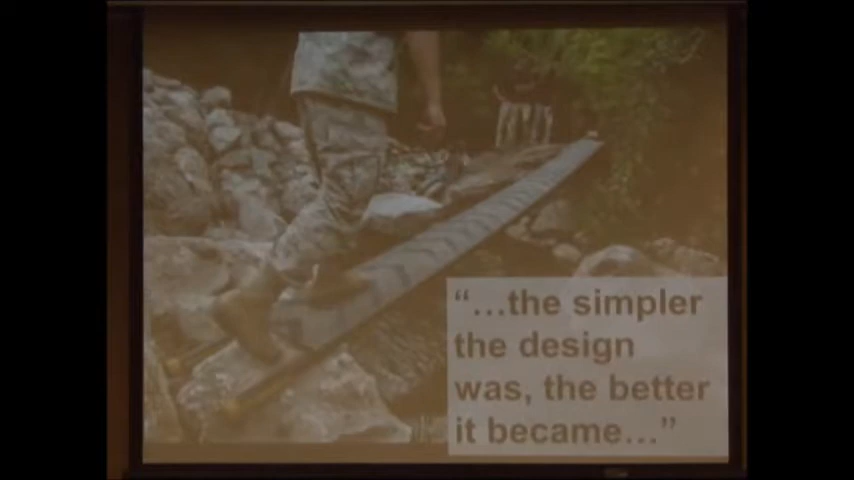 “...the simpler
the design
was, the better
it became...”